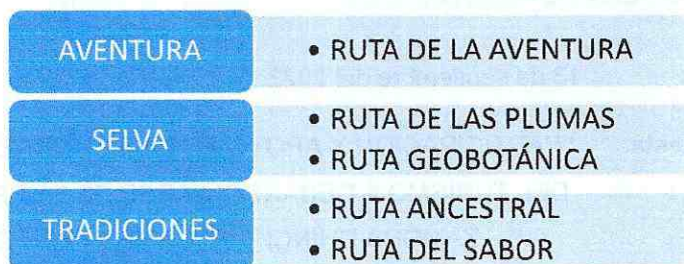 AVENTURA
• RUTA DE LA AVENTURA
SELVA
• RUTA DE LAS PLUMAS
• RUTA GEOBOTÁNICA
TRADICIONES
• RUTA ANCESTRAL
• RUTA DEL SABOR